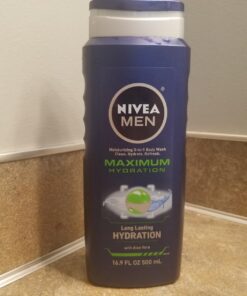 NIVEA
MEN
Moisturizing 3-in-1 Body Wash
Clean. Hydrate. Refresh.
MAXIMUM
HYDRATION
Long Lasting
HYDRATION
with Aloe Vera
16.9 FL OZ 500 mL